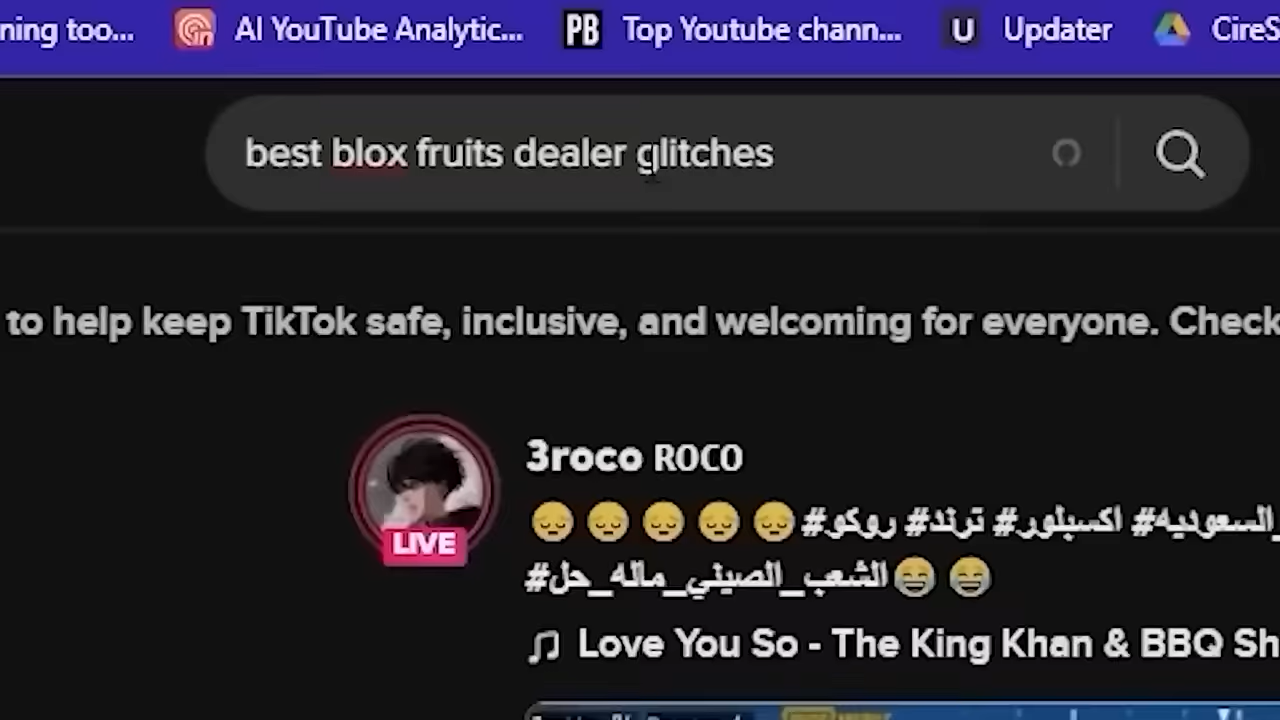 ning too... AI YouTube Analytic... PB Top Youtube chann... U Updater CireS
best blox fruits dealer glitches
to help keep TikTok safe, inclusive, and welcoming for everyone. Check
3roco ROCO
😔😔😔😔😔#روكو #ترند #اكسبلور #السعوديه_
#الشعب_الصيني_ماله_حل😂😂
LIVE
♫ Love You So - The King Khan & BBQ Sh